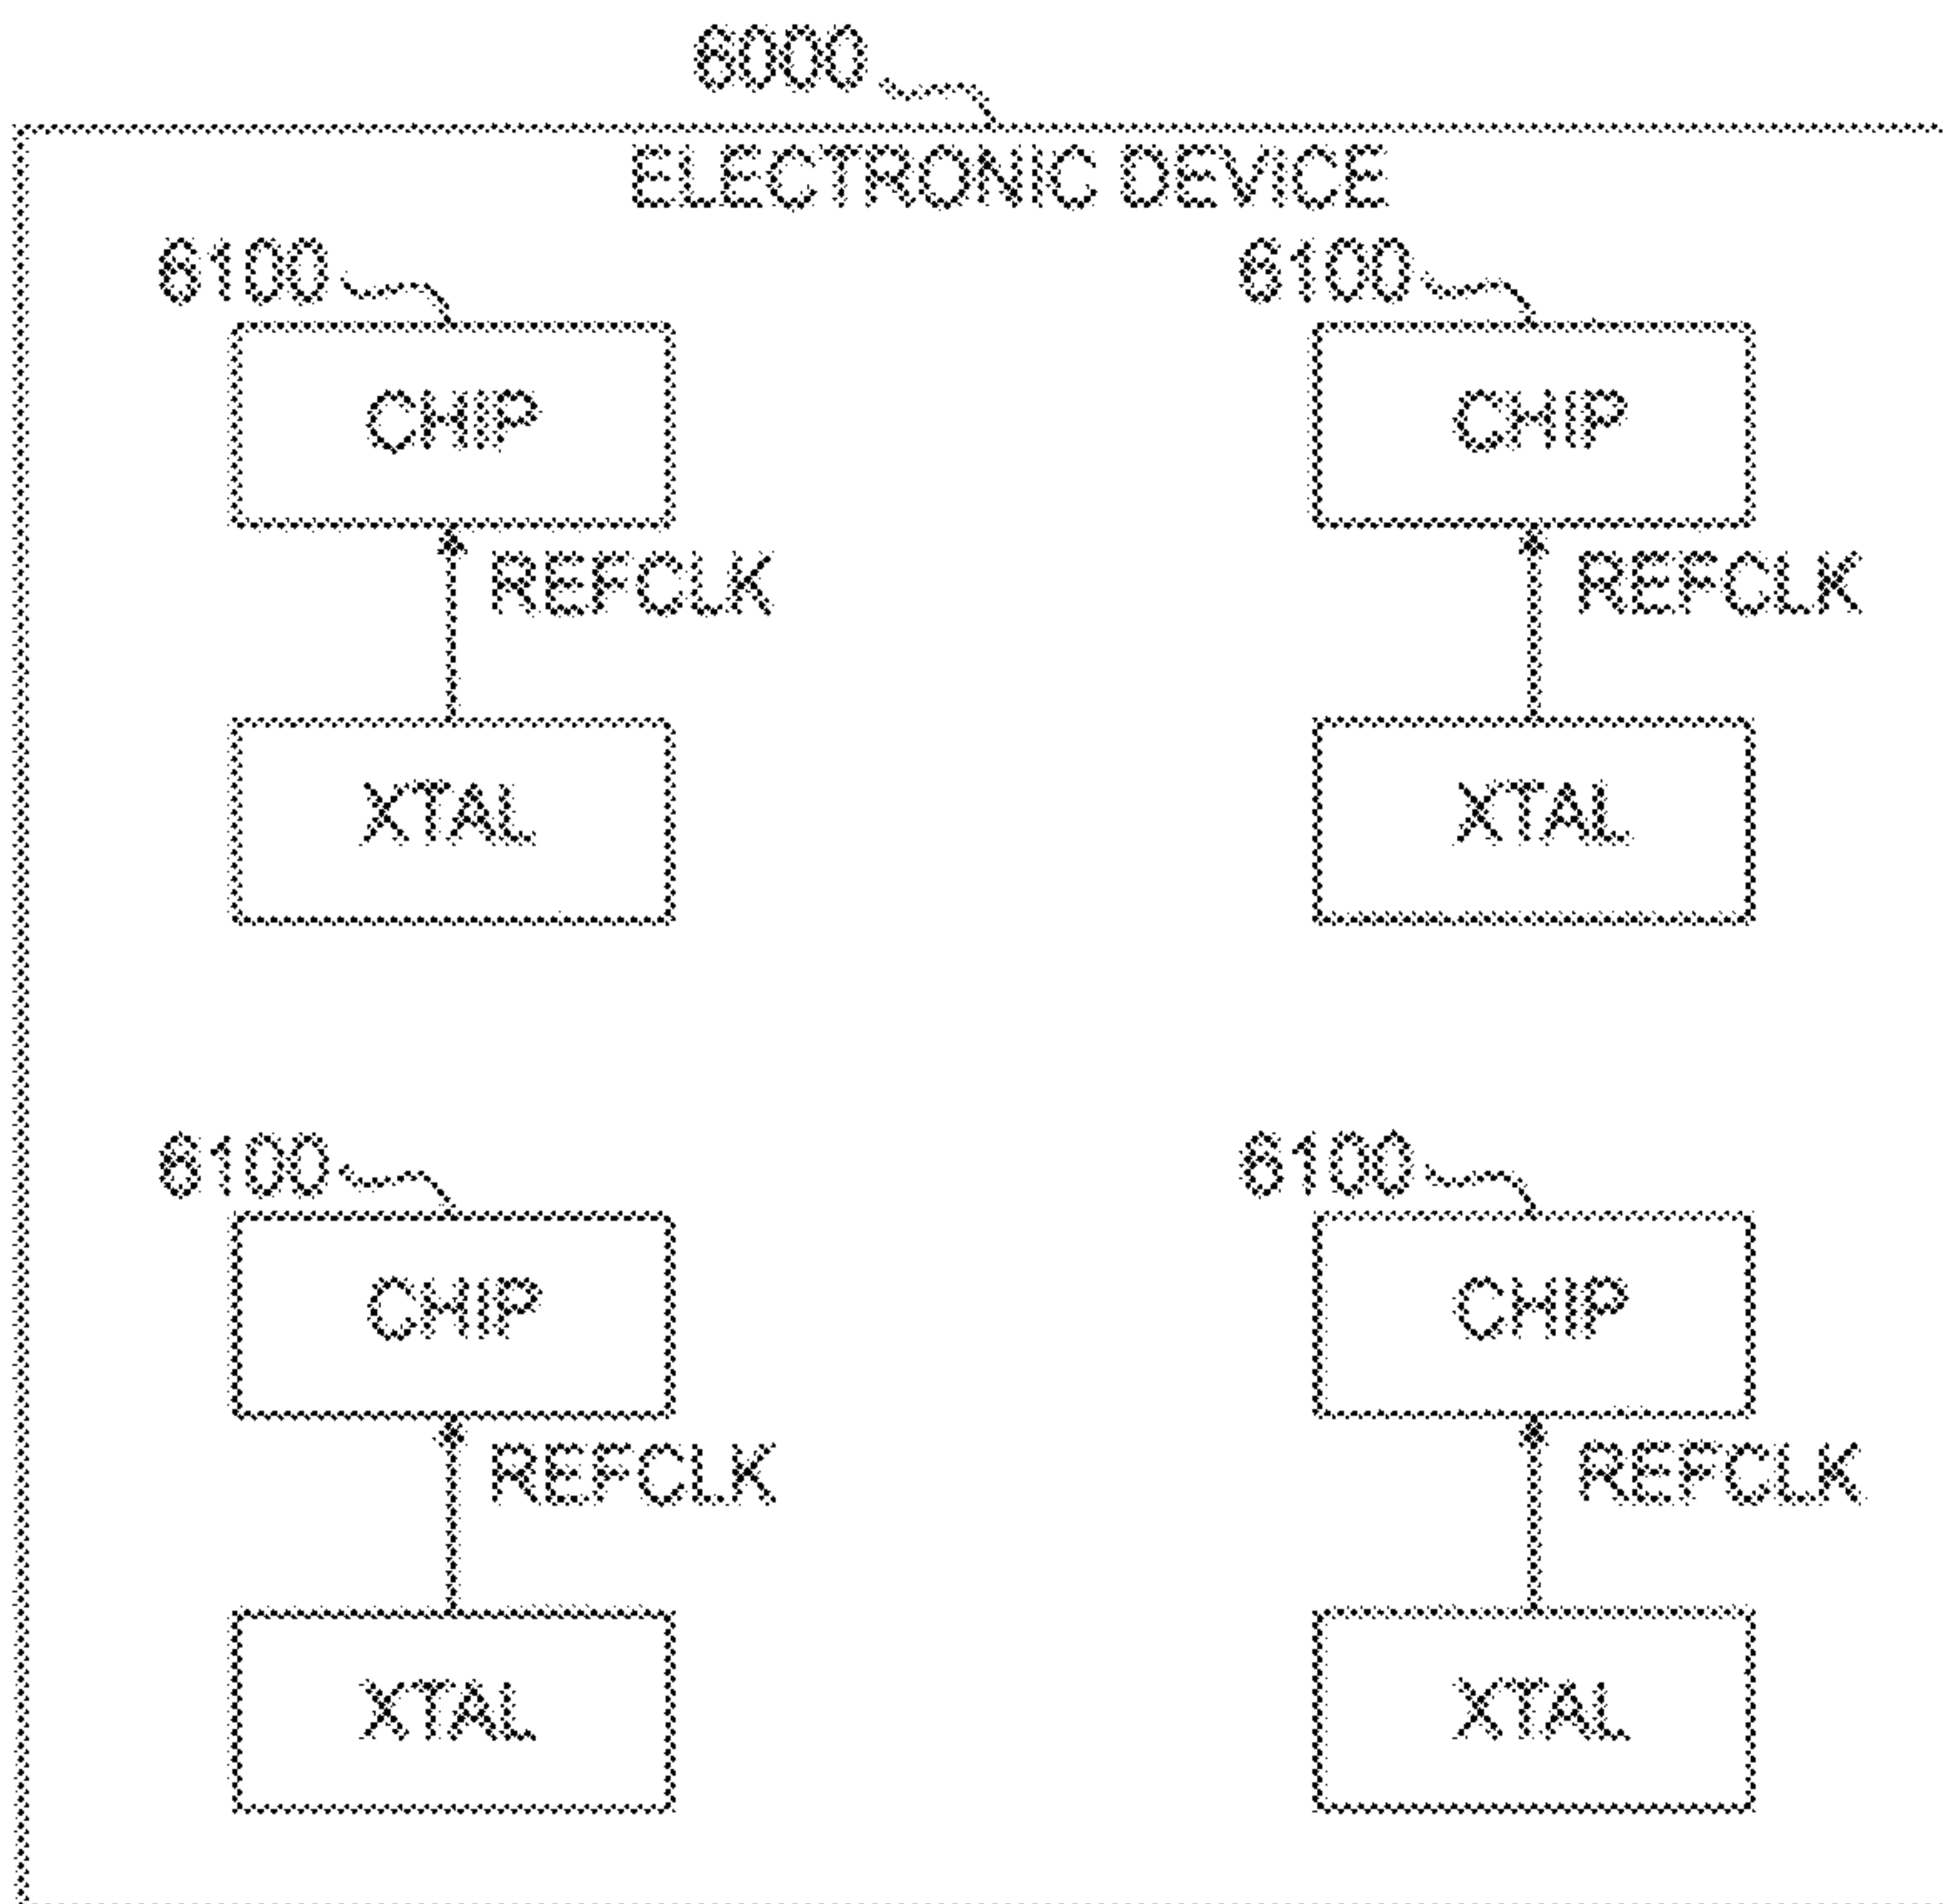 6000
ELECTRONIC DEVICE
6100 6100
CHIP CHIP
REFCLK REFCLK
XTAL XTAL
6100 6100
CHIP CHIP
REFCLK REFCLK
XTAL XTAL